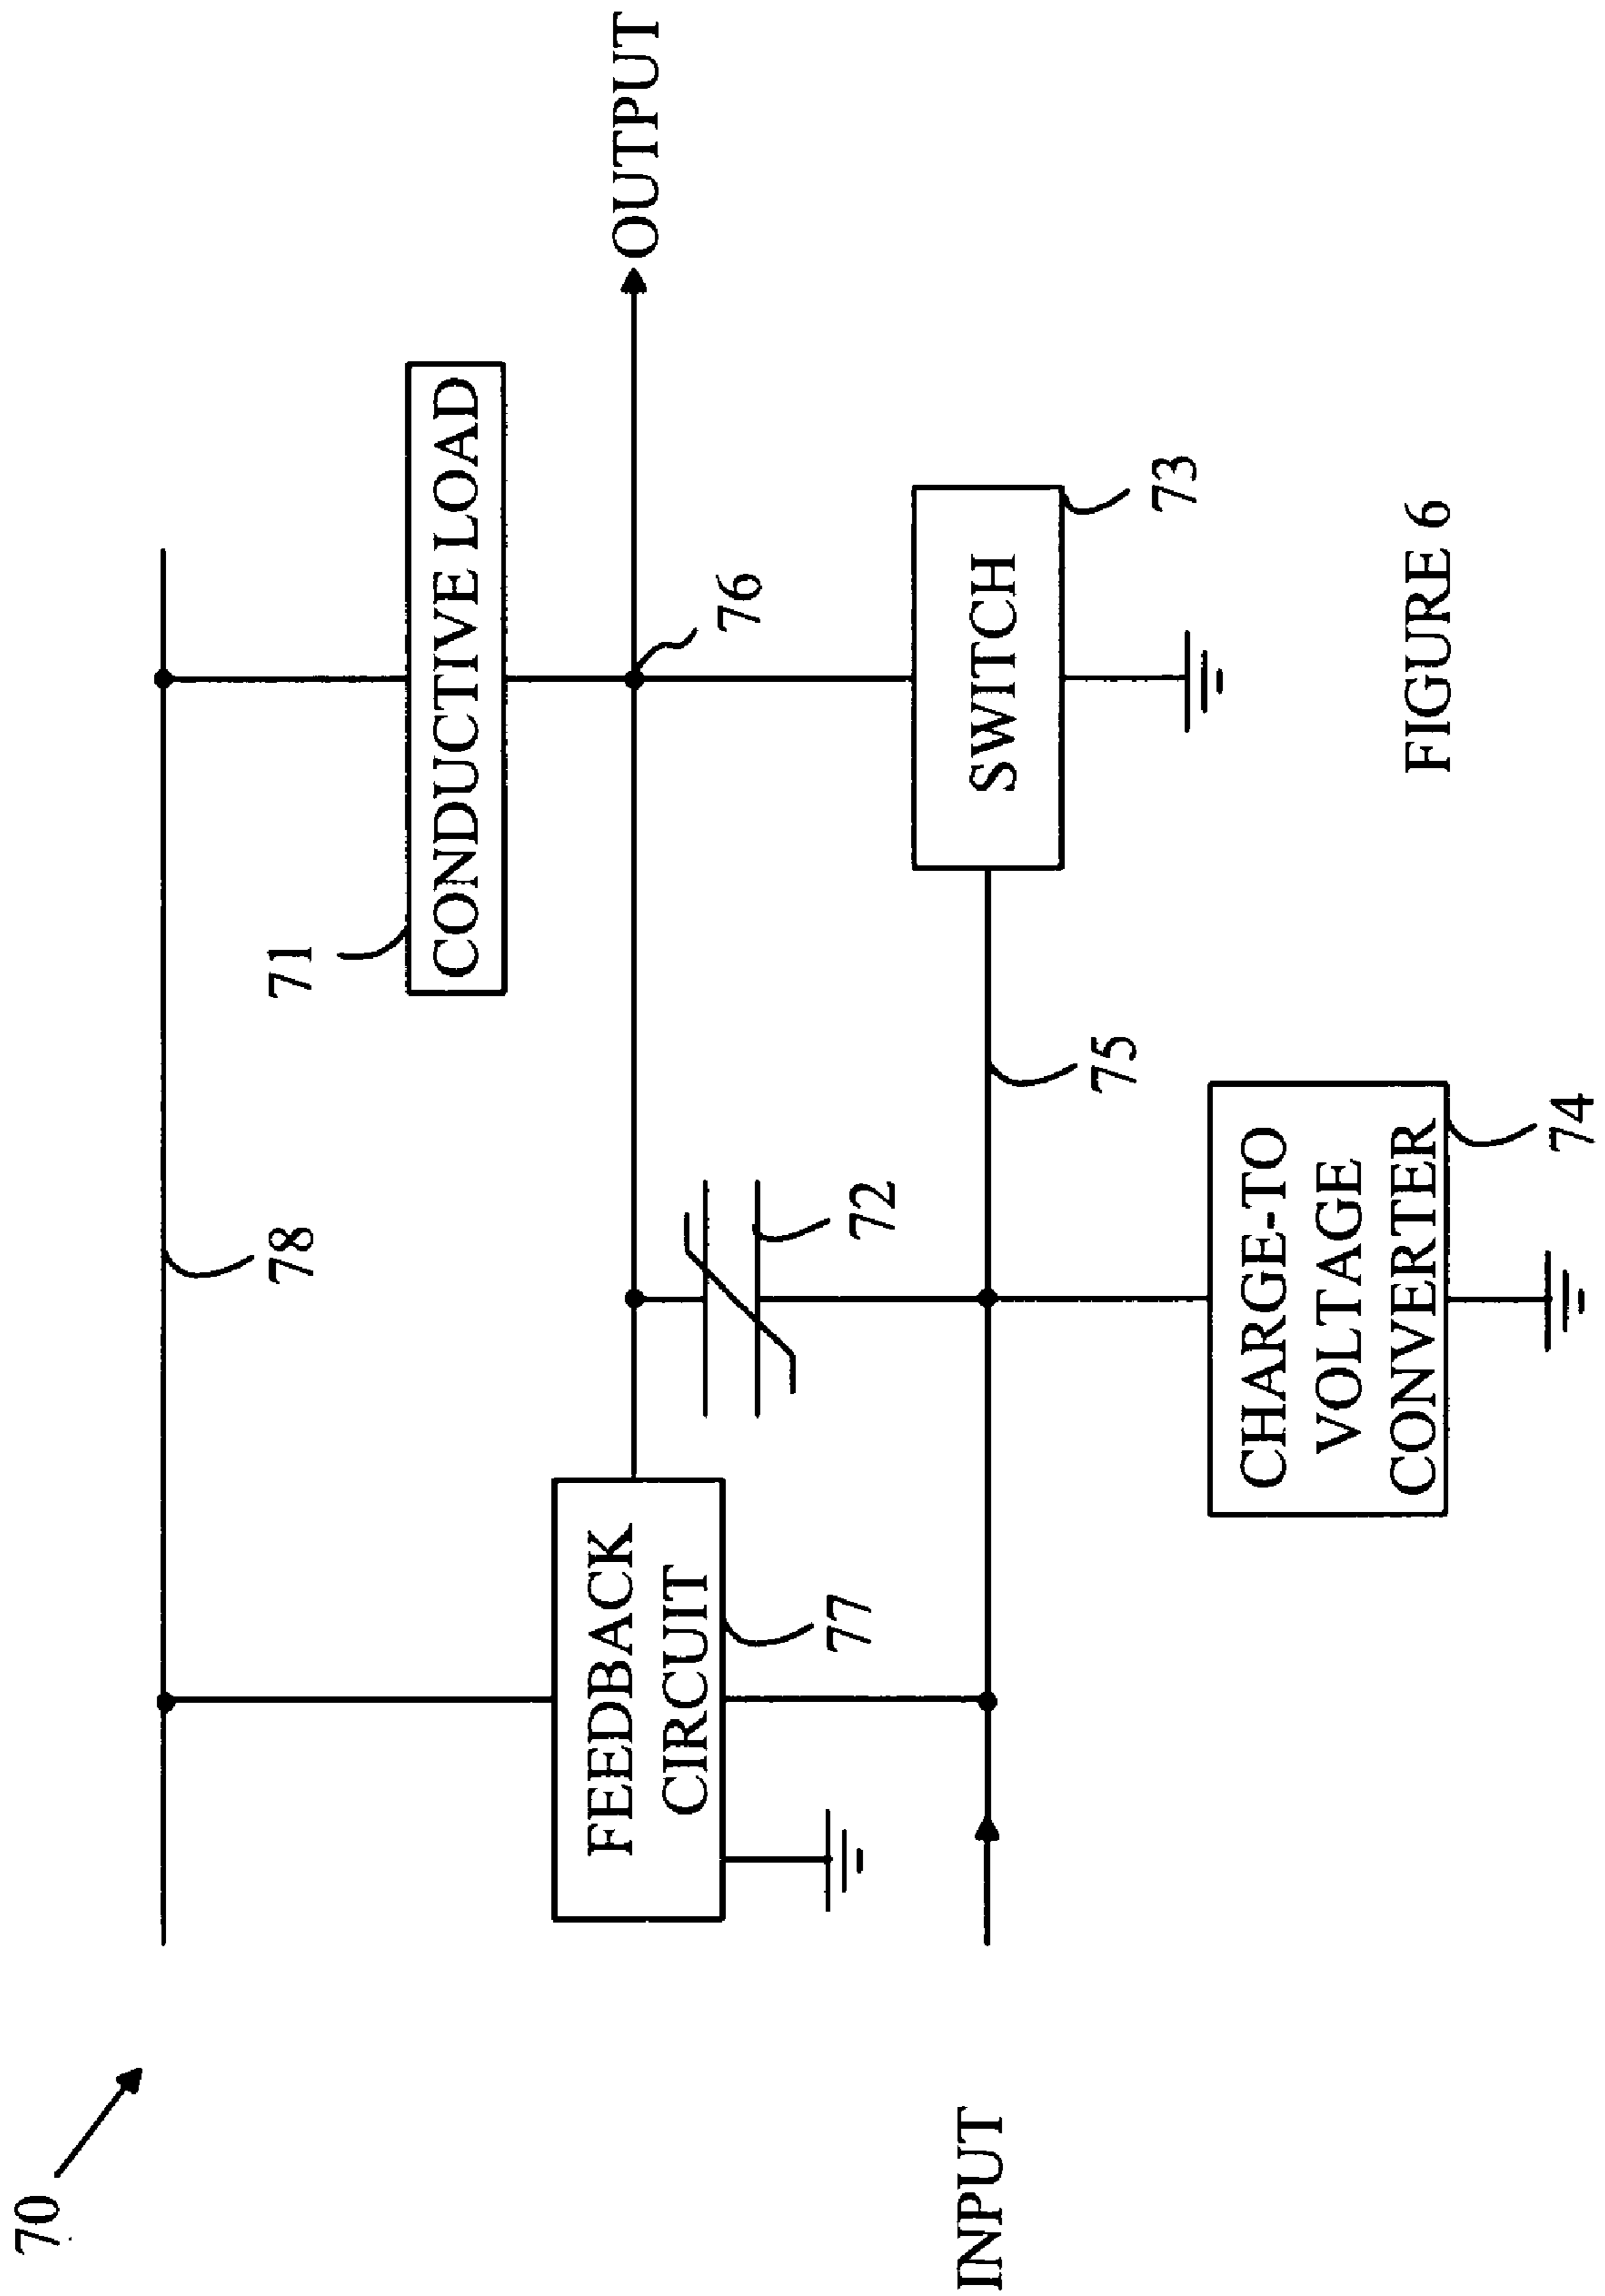 70
78
71
CONDUCTIVE LOAD
FEEDBACK
CIRCUIT
77
72
76
OUTPUT
INPUT
75
SWITCH
73
CHARGE-TO
VOLTAGE
CONVERTER
74
FIGURE 6